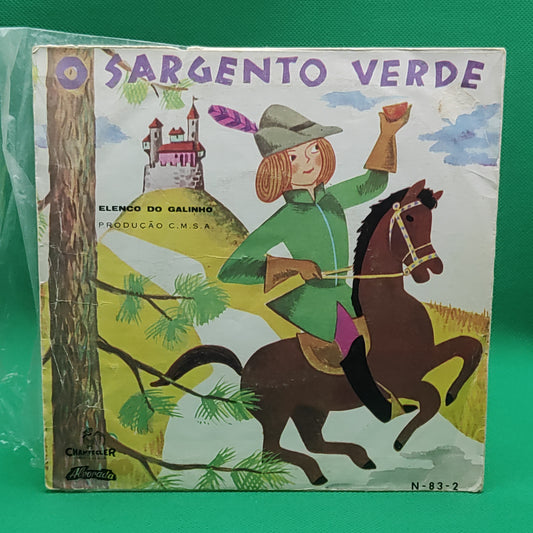 O SARGENTO VERDE
ELENCO DO GALINHO
PRODUÇÃO C.M.S.A.
CHANTECLER
Alvorada
N-83-2